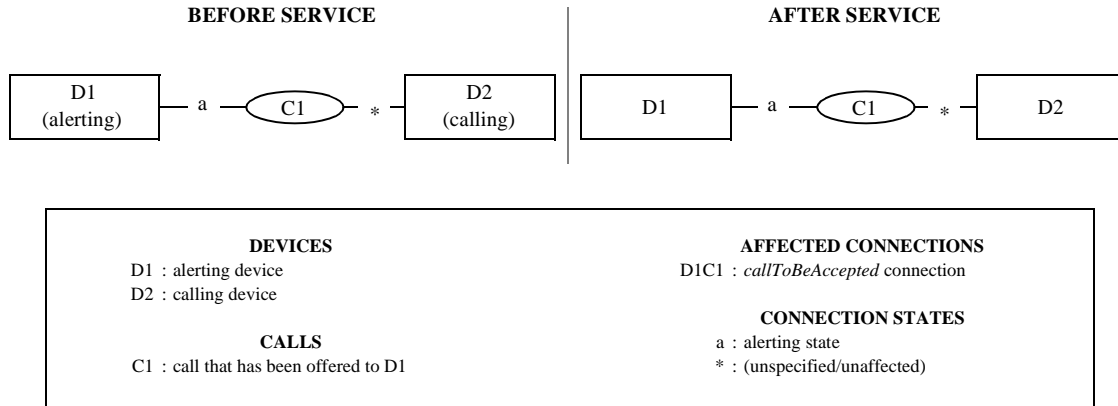 BEFORE SERVICE
AFTER SERVICE
D1
(alerting)
a
C1
*
D2
(calling)
D1
a
C1
*
D2
DEVICES
D1 : alerting device
D2 : calling device
CALLS
C1 : call that has been offered to D1
AFFECTED CONNECTIONS
D1C1 : callToBeAccepted connection
CONNECTION STATES
a : alerting state
* : (unspecified/unaffected)